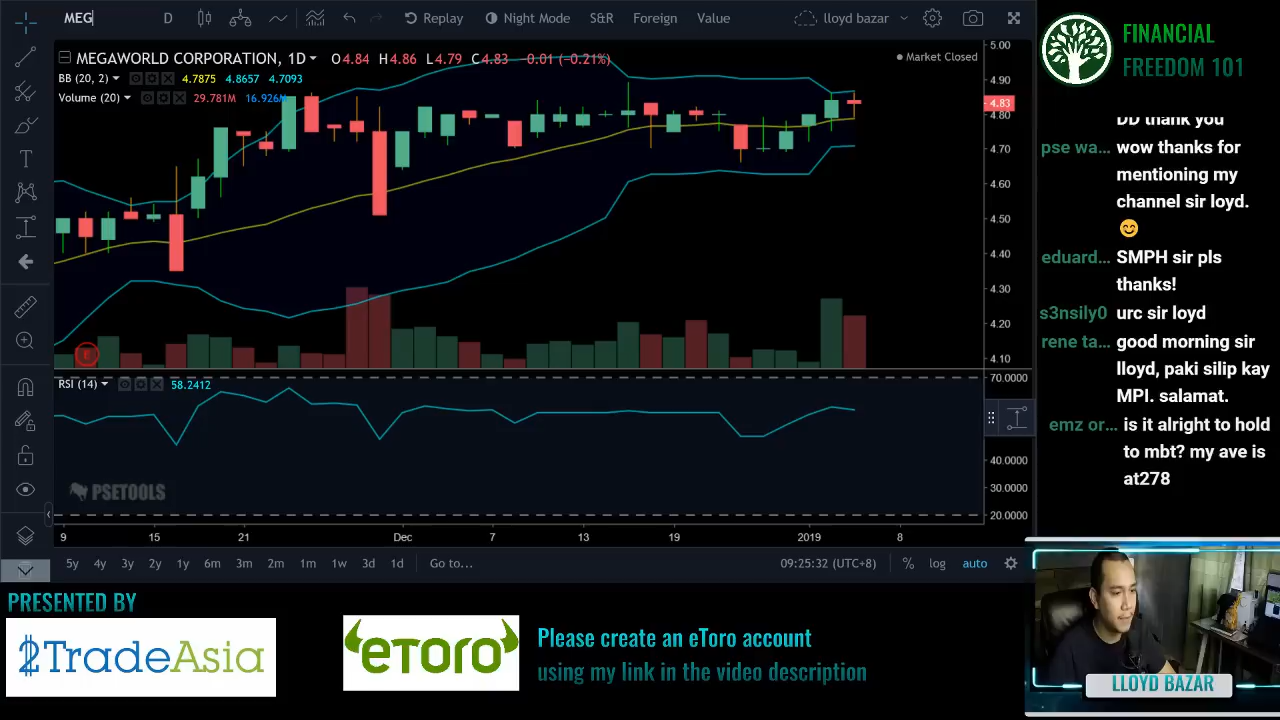 MEG
D
Replay
Night Mode
S&R
Foreign
Value
lloyd bazar
MEGAWORLD CORPORATION, 1D
O4.84 H4.86 L4.79 C4.83 -0.01 (-0.21%)
Market Closed
BB (20, 2) 4.7875 4.8657 4.7093
Volume (20) 29.781M 16.926M
5.00
4.90
4.83
4.80
4.70
4.60
4.50
4.40
4.30
4.20
4.10
E
RSI (14) 58.2412
70.0000
40.0000
30.0000
20.0000
PSETOOLS
9 15 21 Dec 7 13 19 2019 8
5y 4y 3y 2y 1y 6m 3m 2m 1m 1w 3d 1d Go to...
09:25:32 (UTC+8) % log auto
FINANCIAL
FREEDOM 101
DD thank you
pse wa... wow thanks for
mentioning my
channel sir loyd.
eduard... SMPH sir pls
thanks!
s3nsily0 urc sir loyd
rene ta... good morning sir
lloyd, paki silip kay
MPI. salamat.
emz or... is it alright to hold
to mbt? my ave is
at278
PRESENTED BY
2TradeAsia
eToro
Please create an eToro account
using my link in the video description
LLOYD BAZAR